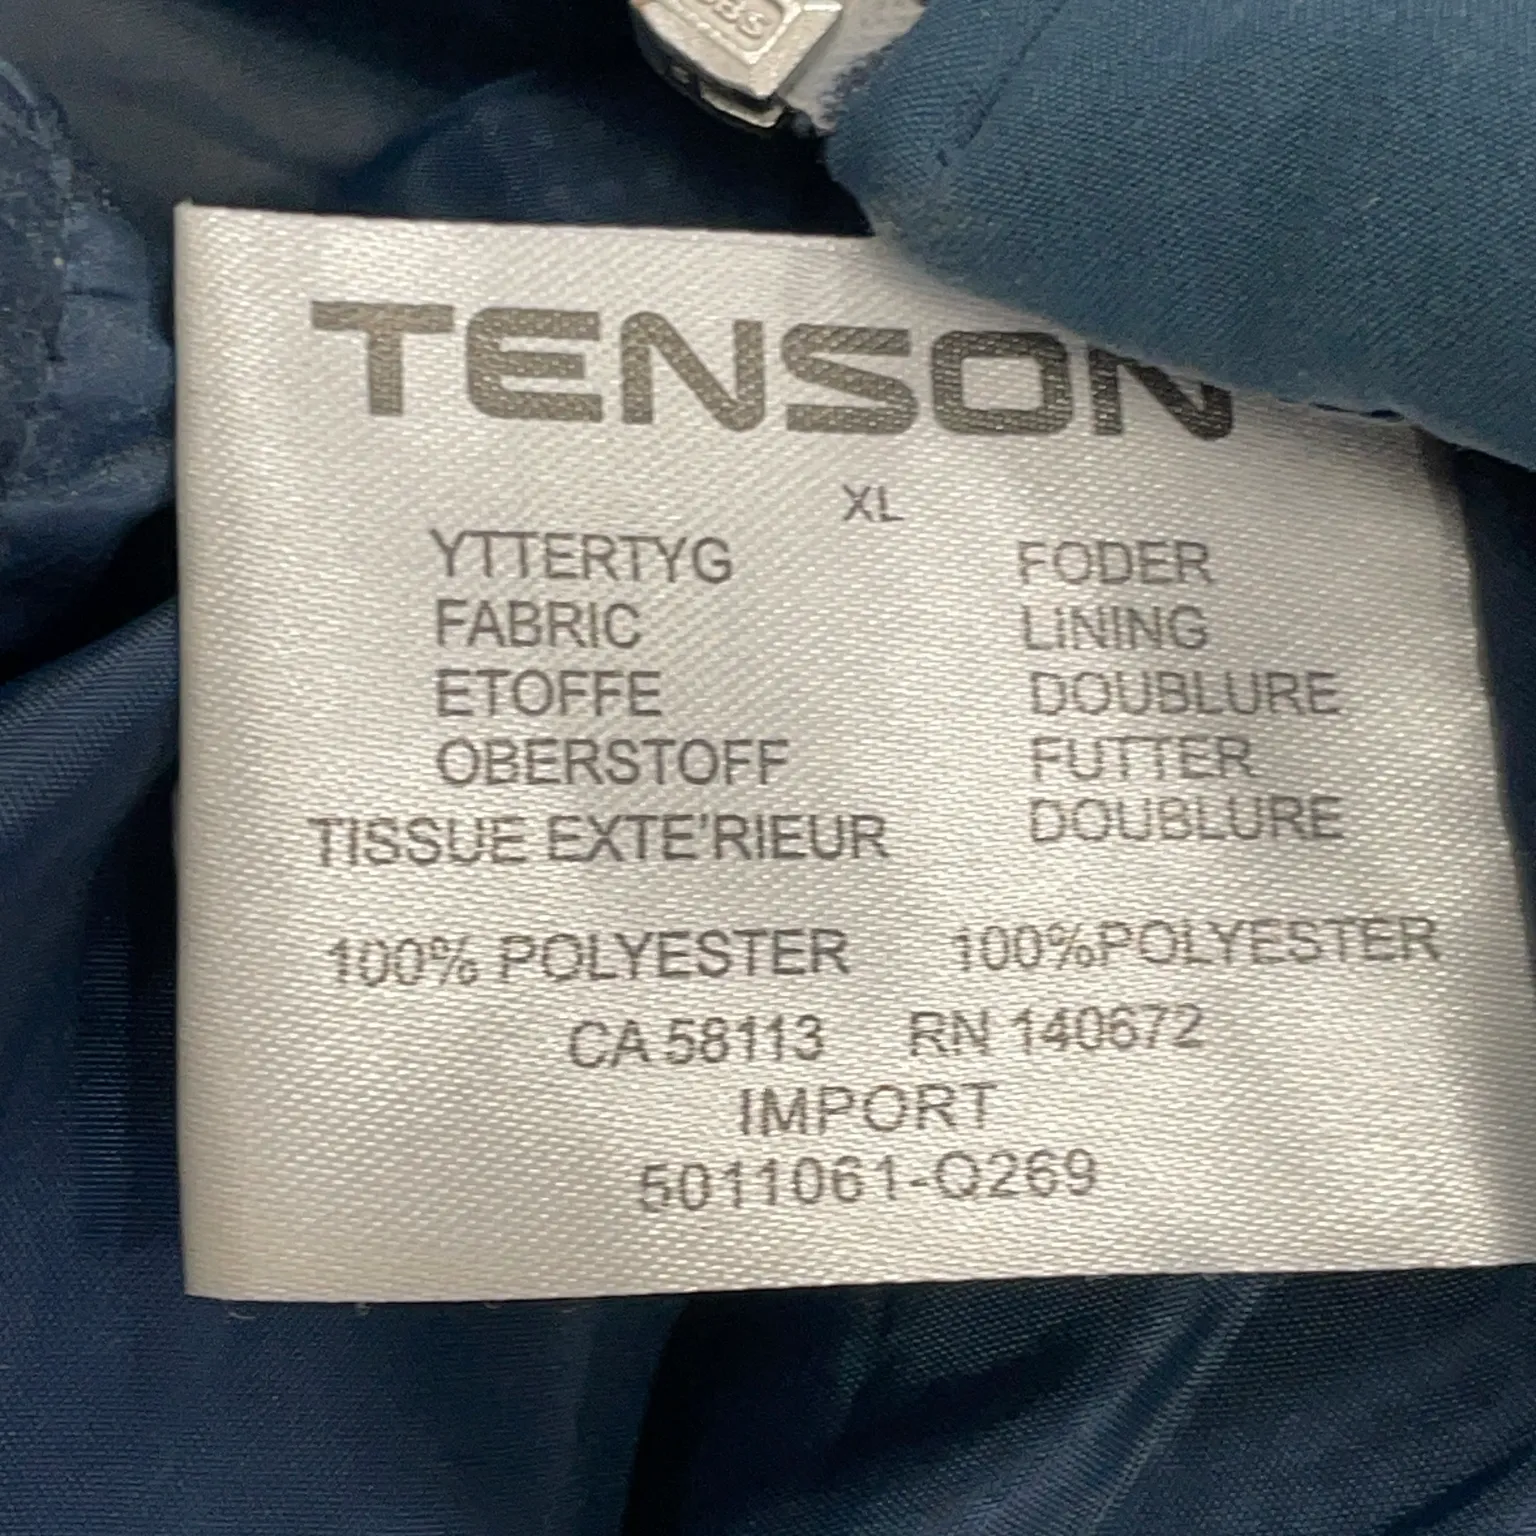 TENSON
XL
YTTERTYG
FABRIC
ETOFFE
OBERSTOFF
TISSUE EXTE'RIEUR
FODER
LiNING
DOUBLURE
FUTTER
DOUBLURE
100% POLYESTER 100%POLYESTER
CA 58113 RN 140672
IMPORT
5011061-Q269